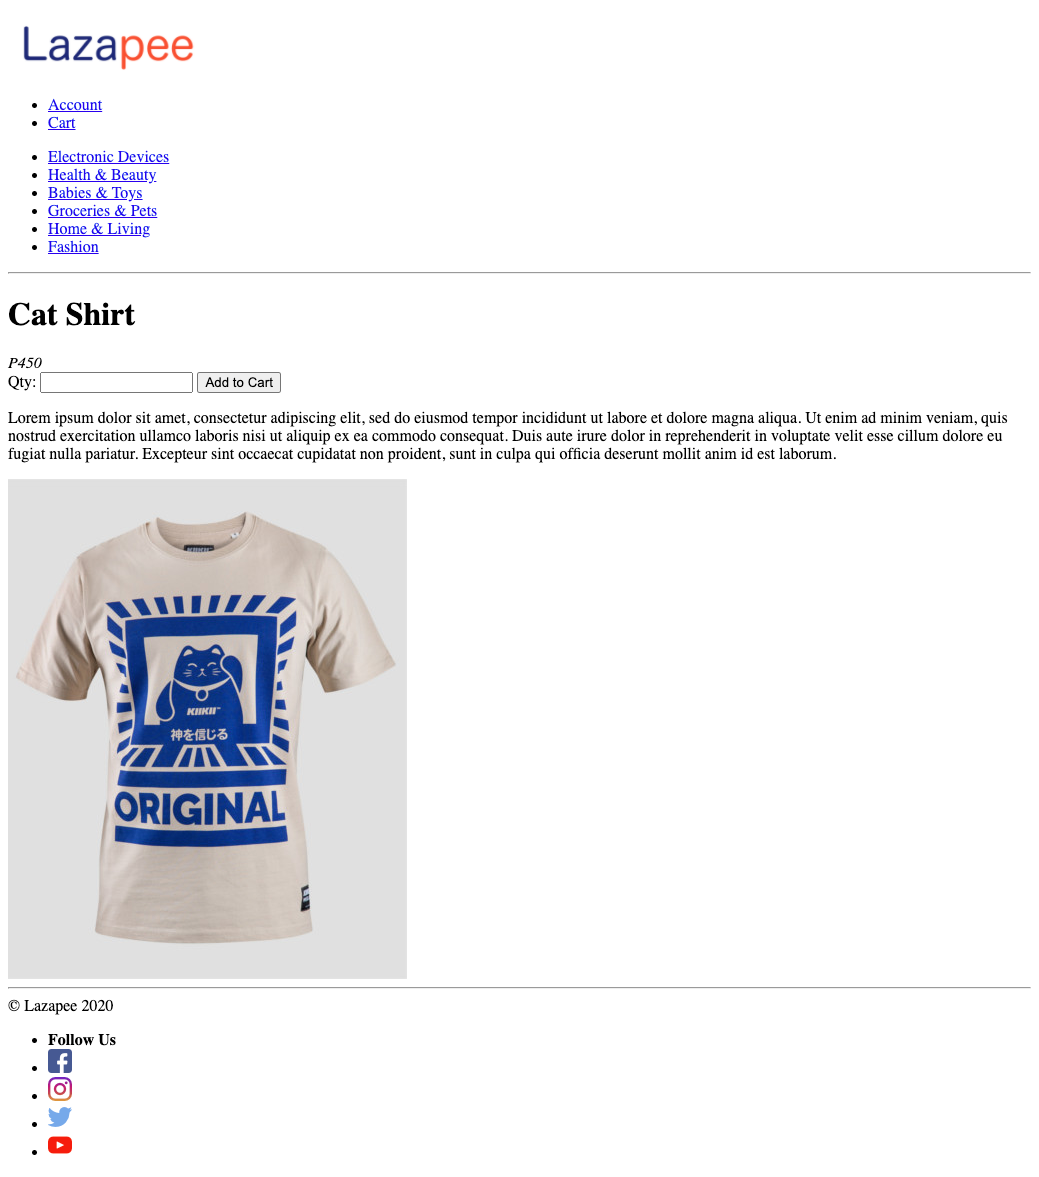 Lazapee
Account
Cart
Electronic Devices
Health & Beauty
Babies & Toys
Groceries & Pets
Home & Living
Fashion
Cat Shirt
P450
Qty: Add to Cart
Lorem ipsum dolor sit amet, consectetur adipiscing elit, sed do eiusmod tempor incididunt ut labore et dolore magna aliqua. Ut enim ad minim veniam, quis
nostrud exercitation ullamco laboris nisi ut aliquip ex ea commodo consequat. Duis aute irure dolor in reprehenderit in voluptate velit esse cillum dolore eu
fugiat nulla pariatur. Excepteur sint occaecat cupidatat non proident, sunt in culpa qui officia deserunt mollit anim id est laborum.
KIIKII
KIIKII™
神を信じる
ORIGINAL
© Lazapee 2020
Follow Us